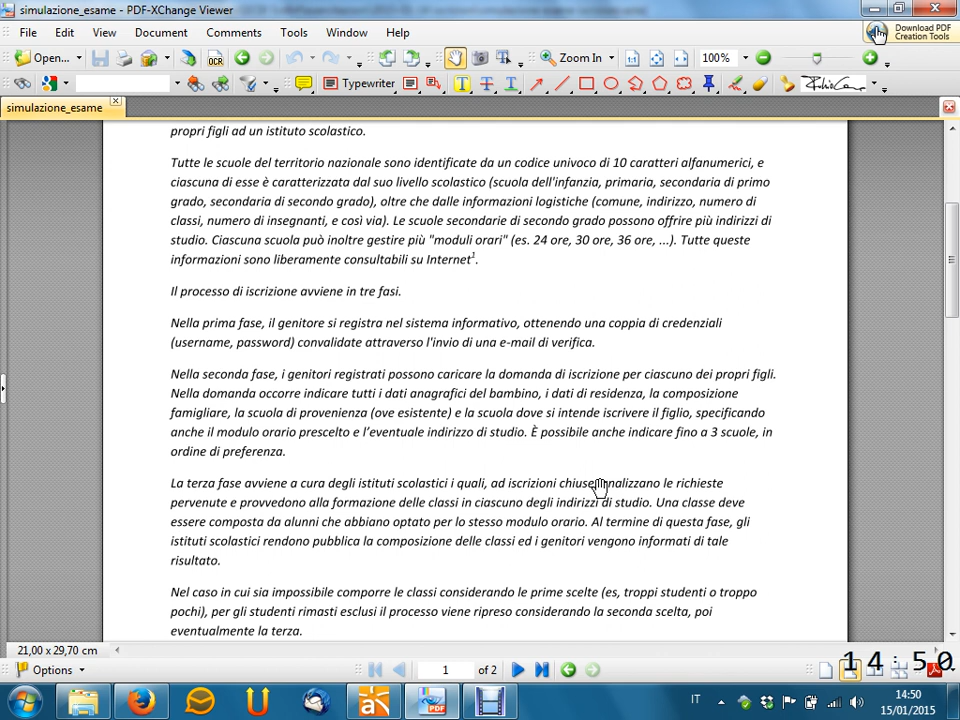 simulazione_esame - PDF-XChange Viewer
File Edit View Document Comments Tools Window Help
Download PDF Creation Tools
Open... OCR Zoom In 100%
Typewriter
simulazione_esame
propri figli ad un istituto scolastico.
Tutte le scuole del territorio nazionale sono identificate da un codice univoco di 10 caratteri alfanumerici, e
ciascuna di esse è caratterizzata dal suo livello scolastico (scuola dell'infanzia, primaria, secondaria di primo
grado, secondaria di secondo grado), oltre che dalle informazioni logistiche (comune, indirizzo, numero di
classi, numero di insegnanti, e così via). Le scuole secondarie di secondo grado possono offrire più indirizzi di
studio. Ciascuna scuola può inoltre gestire più "moduli orari" (es. 24 ore, 30 ore, 36 ore, ...). Tutte queste
informazioni sono liberamente consultabili su Internet1.
Il processo di iscrizione avviene in tre fasi.
Nella prima fase, il genitore si registra nel sistema informativo, ottenendo una coppia di credenziali
(username, password) convalidate attraverso l'invio di una e-mail di verifica.
Nella seconda fase, i genitori registrati possono caricare la domanda di iscrizione per ciascuno dei propri figli.
Nella domanda occorre indicare tutti i dati anagrafici del bambino, i dati di residenza, la composizione
famigliare, la scuola di provenienza (ove esistente) e la scuola dove si intende iscrivere il figlio, specificando
anche il modulo orario prescelto e l'eventuale indirizzo di studio. È possibile anche indicare fino a 3 scuole, in
ordine di preferenza.
La terza fase avviene a cura degli istituti scolastici i quali, ad iscrizioni chiuse nalizzano le richieste
pervenute e provvedono alla formazione delle classi in ciascuno degli indirizzi di studio. Una classe deve
essere composta da alunni che abbiano optato per lo stesso modulo orario. Al termine di questa fase, gli
istituti scolastici rendono pubblica la composizione delle classi ed i genitori vengono informati di tale
risultato.
Nel caso in cui sia impossibile comporre le classi considerando le prime scelte (es, troppi studenti o troppo
pochi), per gli studenti rimasti esclusi il processo viene ripreso considerando la seconda scelta, poi
eventualmente la terza.
21,00 x 29,70 cm
Options 1 of 2
14:50
IT 14:50
15/01/2015